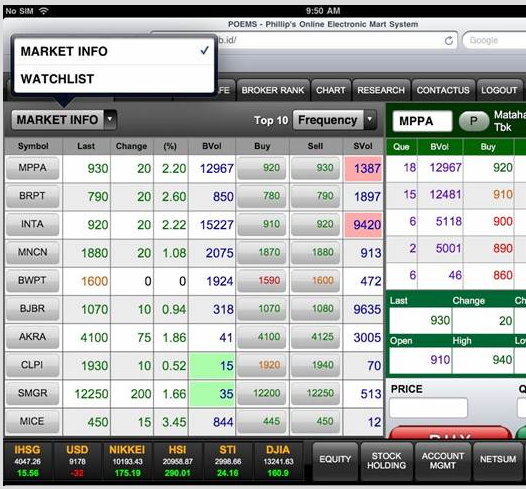 No SIM 9:50 AM
POEMS - Phillip's Online Electronic Mart System
b.id/ Google
MARKET INFO
WATCHLIST
BROKER RANK CHART RESEARCH CONTACTUS LOGOUT
MARKET INFO Top 10 Frequency
MPPA P Mataha
Tbk
Symbol Last Change (%) BVol Buy Sell SVol
MPPA 930 20 2.20 12967 920 930 1387
BRPT 790 20 2.60 850 780 790 1897
INTA 920 20 2.22 15227 910 920 9420
MNCN 1880 20 1.08 2075 1870 1880 913
BWPT 1600 0 0 1924 1590 1600 472
BJBR 1070 10 0.94 318 1070 1080 9635
AKRA 4100 75 1.86 41 4100 4125 3005
CLPI 1930 10 0.52 15 1920 1940 70
SMGR 12250 200 1.66 35 12200 12250 513
MICE 450 15 3.45 844 445 450 12
Que BVol Buy
18 12967 920
15 12481 910
6 5118 900
2 5001 890
6 46 860
Last Change Ch
930 20
Open High Lo
910 940
PRICE Q
BUY
IHSG USD NIKKEI HSI STI DJIA
4047.26 9178 10193.43 20958.87 2998.66 13241.63
15.56 -32 175.19 290.01 24.16 160.9
EQUITY STOCK HOLDING ACCOUNT MGMT NETSUM